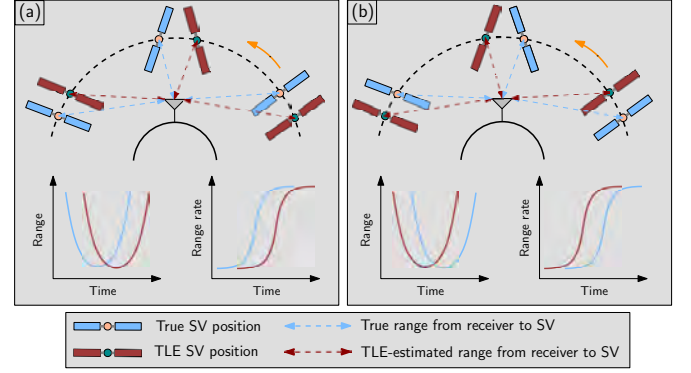 (a)
(b)
Range
Time
Range rate
Time
Range
Time
Range rate
Time
True SV position
True range from receiver to SV
TLE SV position
TLE-estimated range from receiver to SV